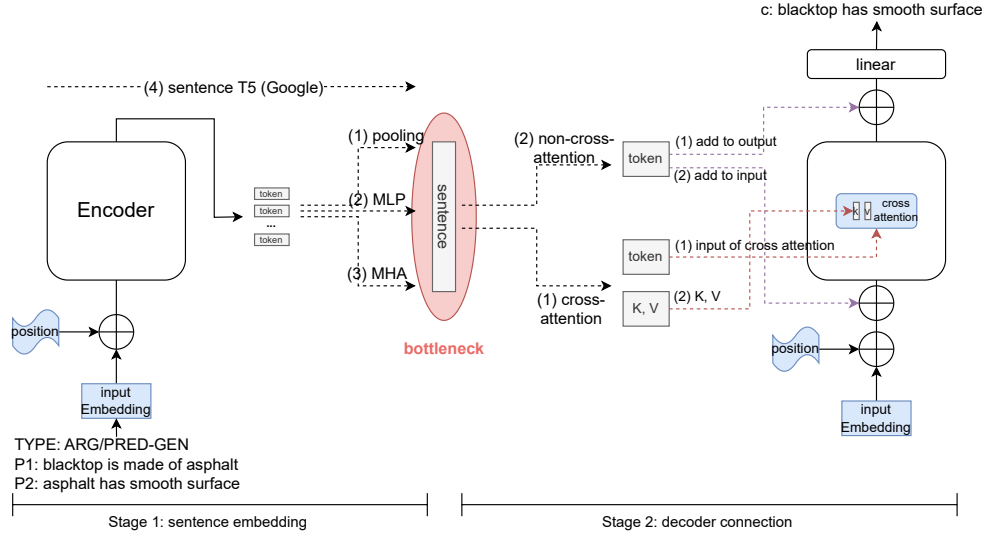 c: blacktop has smooth surface
linear
(4) sentence T5 (Google)
Encoder
token
token
...
token
(1) pooling
(2) MLP
(3) MHA
sentence
bottleneck
position
input
Embedding
TYPE: ARG/PRED-GEN
P1: blacktop is made of asphalt
P2: asphalt has smooth surface
Stage 1: sentence embedding
(2) non-cross-
attention
(1) cross-
attention
token
(1) add to output
(2) add to input
token
(1) input of cross attention
K, V
(2) K, V
K V
cross
attention
position
input
Embedding
Stage 2: decoder connection